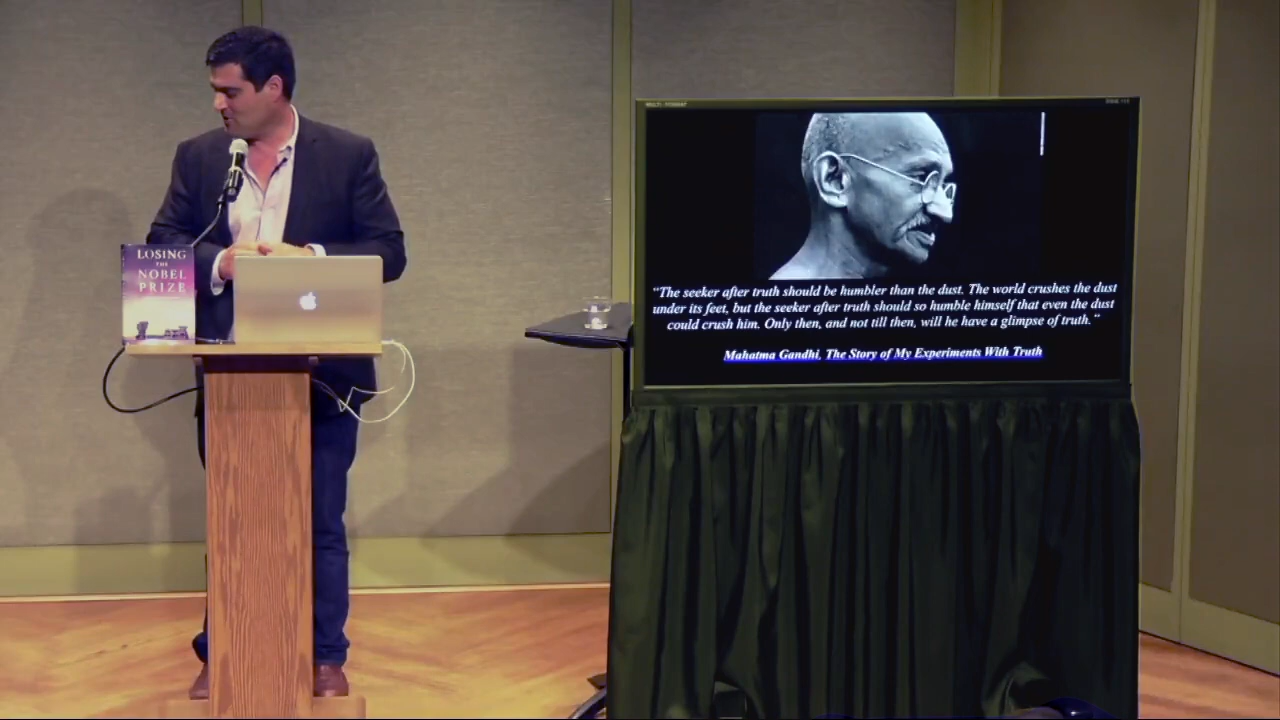 LOSING
THE
NOBEL
PRIZE
“The seeker after truth should be humbler than the dust. The world crushes the dust
under its feet, but the seeker after truth should so humble himself that even the dust
could crush him. Only then, and not till then, will he have a glimpse of truth.“
Mahatma Gandhi, The Story of My Experiments With Truth